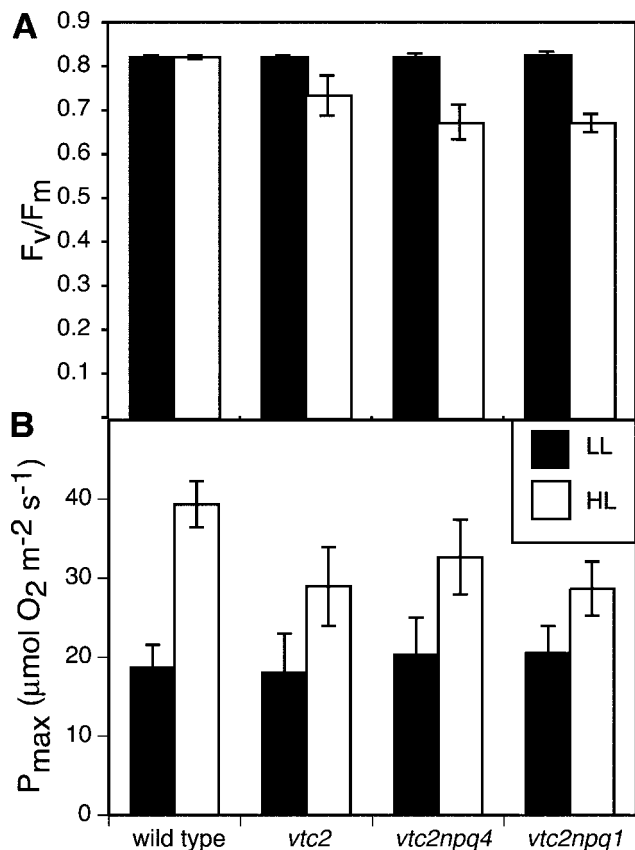 A
0.9
0.8
0.7
0.6
0.5
0.4
0.3
0.2
0.1
Fv/Fm
B
LL
HL
40
30
20
10
0
Pmax (µmol O2 m-2 s-1)
wild type
vtc2
vtc2npq4
vtc2npq1